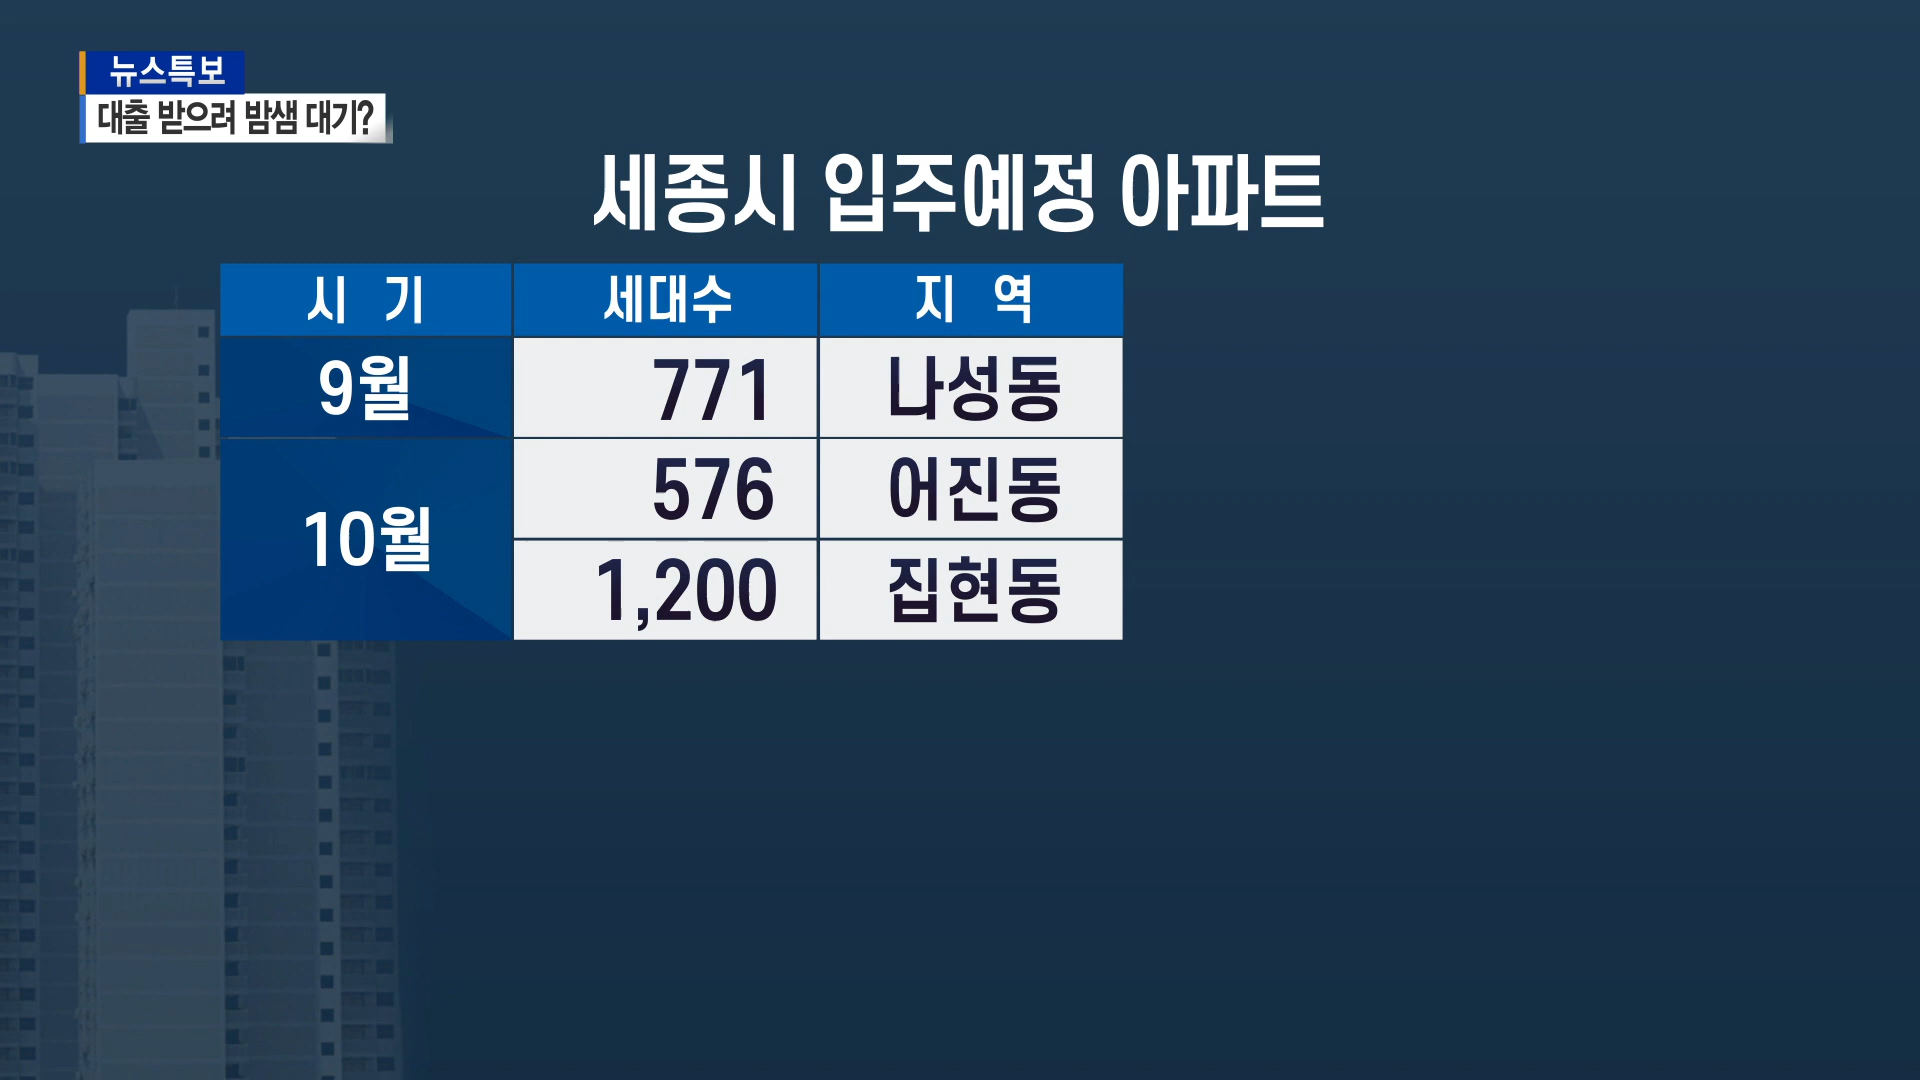 뉴스특보
대출 받으려 밤샘 대기?
세종시 입주예정 아파트
시 기 세대수 지 역
9월 771 나성동
10월 576 어진동
1,200 집현동